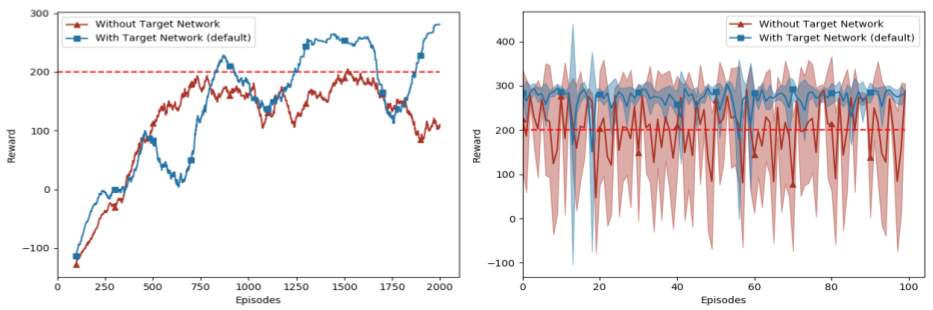 300
200
100
0
−100
Reward
Without Target Network
With Target Network (default)
0 250 500 750 1000 1250 1500 1750 2000
Episodes
400
300
200
100
0
−100
Reward
Without Target Network
With Target Network (default)
0 20 40 60 80 100
Episodes